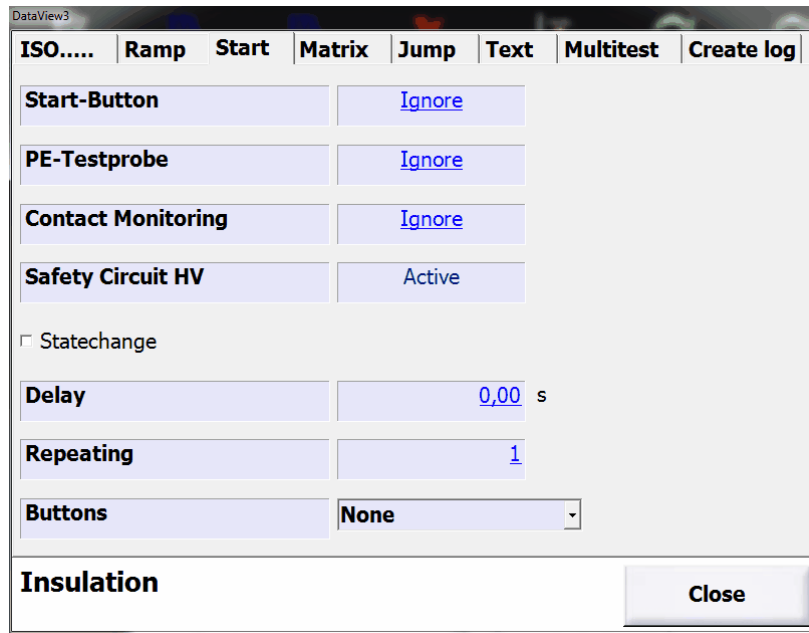 DataView3
ISO..... Ramp Start Matrix Jump Text Multitest Create log
Start-Button Ignore
PE-Testprobe Ignore
Contact Monitoring Ignore
Safety Circuit HV Active
Statechange
Delay 0,00 s
Repeating 1
Buttons None
Insulation Close